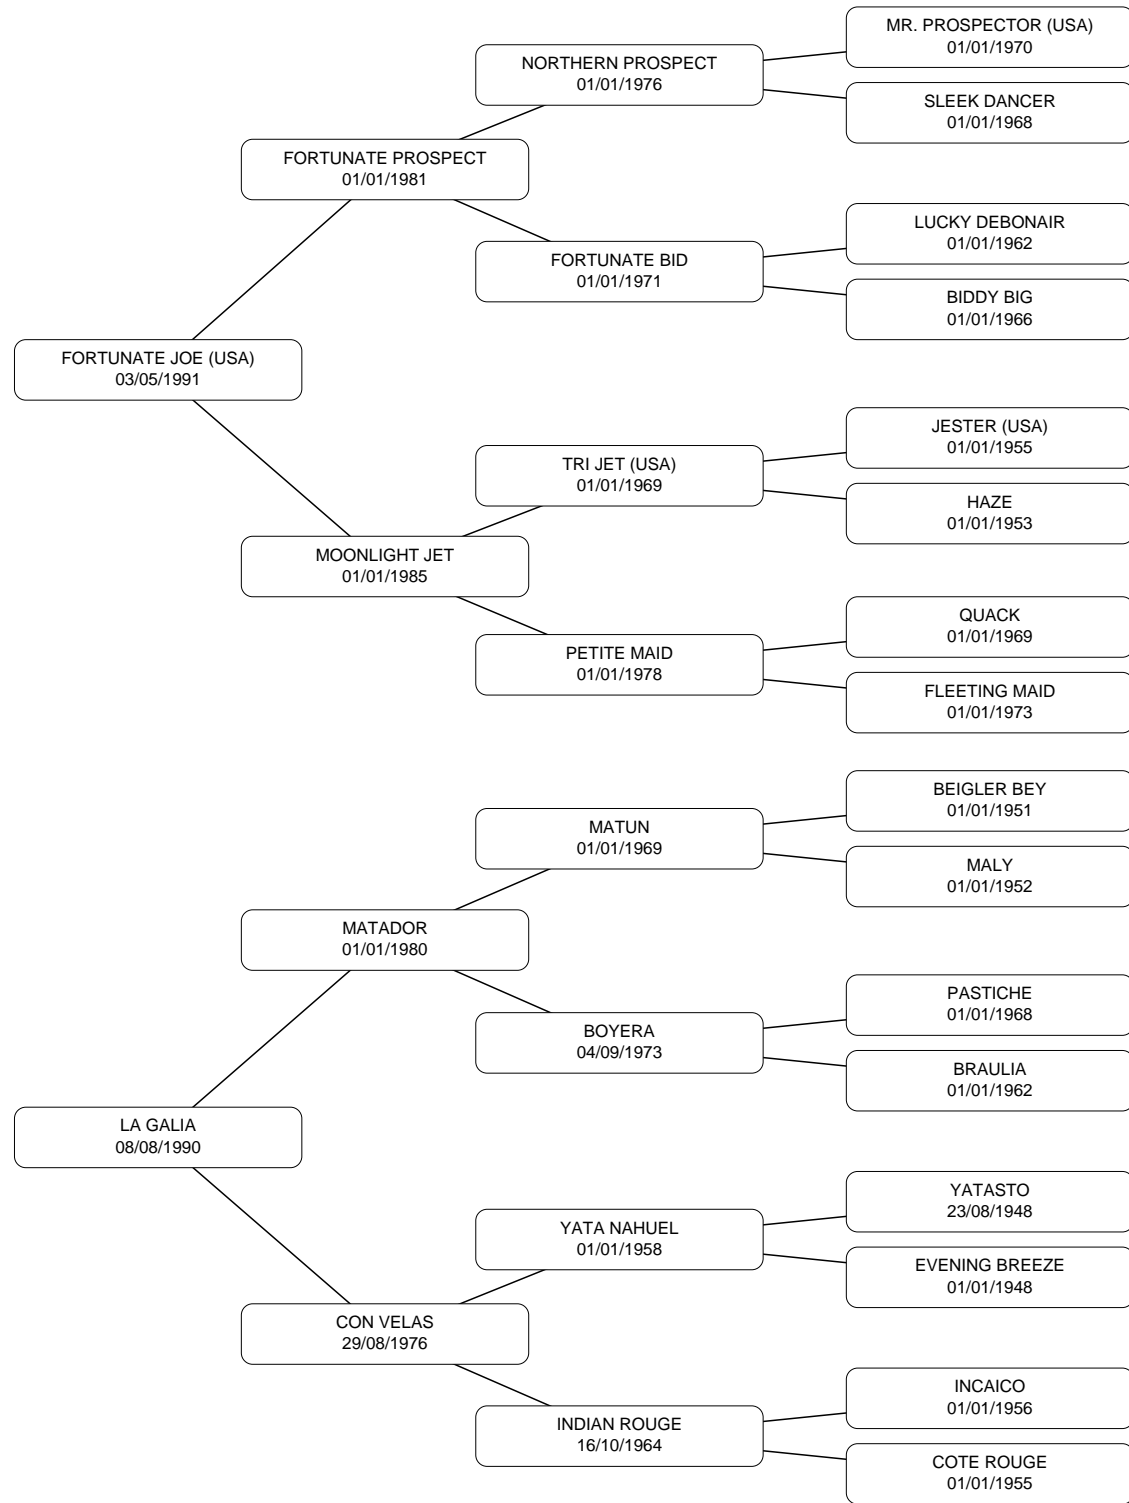 MR. PROSPECTOR (USA)
01/01/1970
NORTHERN PROSPECT
01/01/1976
SLEEK DANCER
01/01/1968
FORTUNATE PROSPECT
01/01/1981
LUCKY DEBONAIR
01/01/1962
FORTUNATE BID
01/01/1971
BIDDY BIG
01/01/1966
FORTUNATE JOE (USA)
03/05/1991
JESTER (USA)
01/01/1955
TRI JET (USA)
01/01/1969
HAZE
01/01/1953
MOONLIGHT JET
01/01/1985
QUACK
01/01/1969
PETITE MAID
01/01/1978
FLEETING MAID
01/01/1973
BEIGLER BEY
01/01/1951
MATUN
01/01/1969
MALY
01/01/1952
MATADOR
01/01/1980
PASTICHE
01/01/1968
BOYERA
04/09/1973
BRAULIA
01/01/1962
LA GALIA
08/08/1990
YATASTO
23/08/1948
YATA NAHUEL
01/01/1958
EVENING BREEZE
01/01/1948
CON VELAS
29/08/1976
INCAICO
01/01/1956
INDIAN ROUGE
16/10/1964
COTE ROUGE
01/01/1955